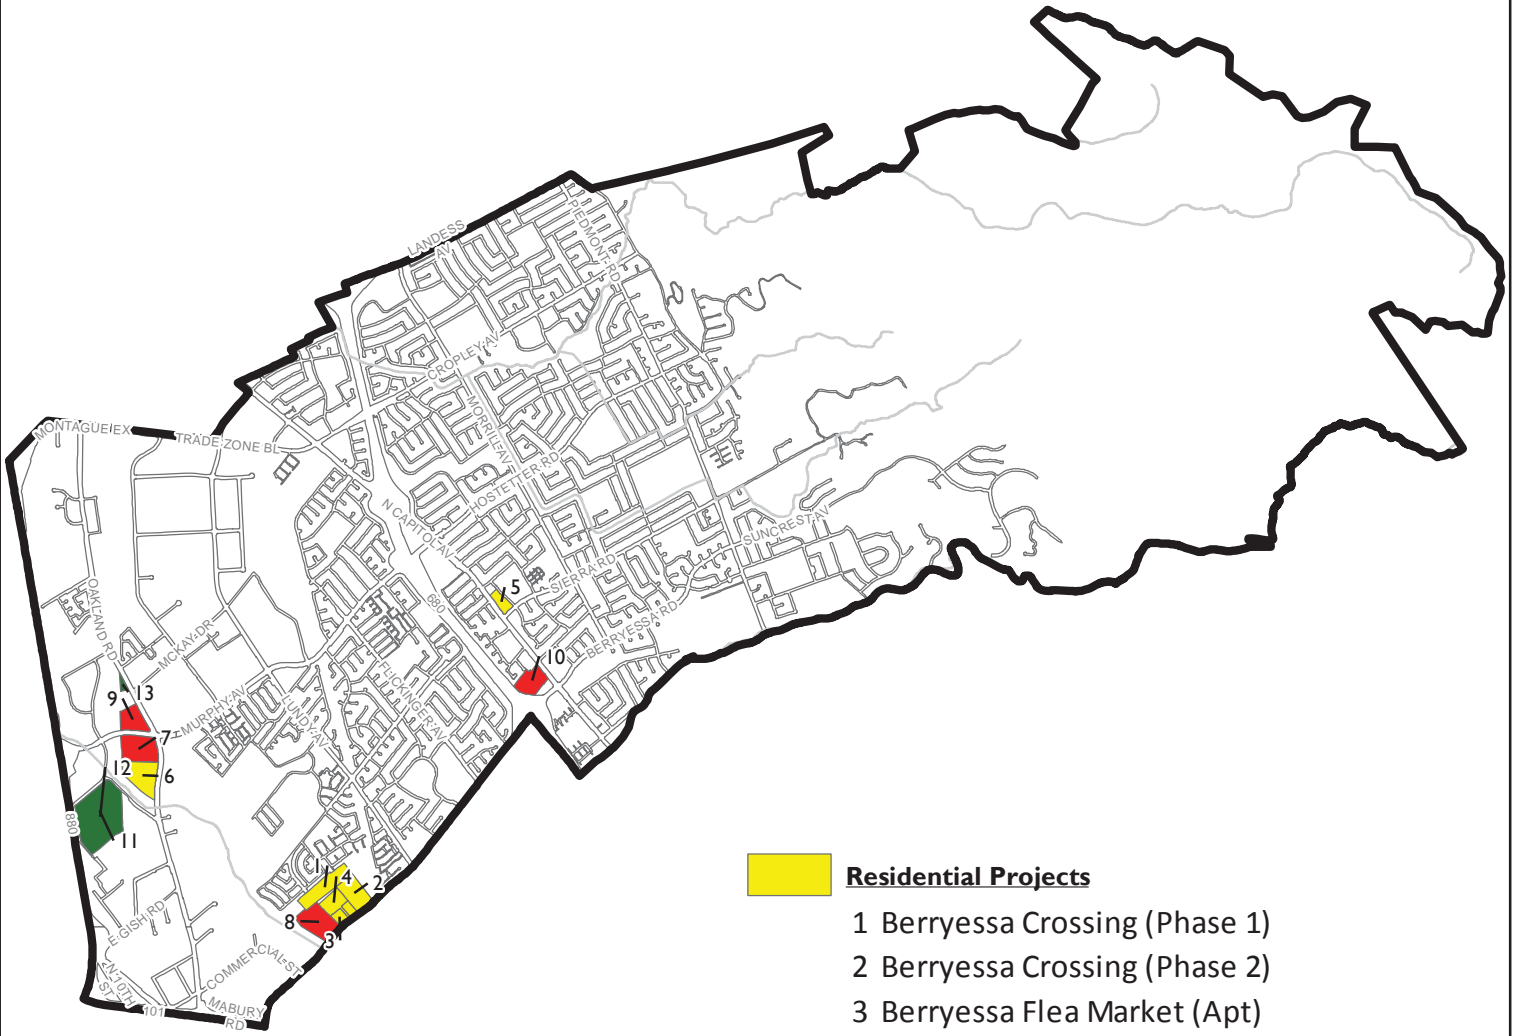 LANDESS
AV
PIEDMONT RD
CROPLEY AV
MONTAGUE EX
TRADE ZONE BL
MORRILL AV
HOSTETTER RD
N CAPITOL AV
SUNCREST AV
SIERRA RD
5
680
OAKLAND RD
MCKAY DR
BERRYESSA RD
10
FLICKINGER AV
MURPHY AV
LUNDY AV
13
9
7
12
6
880
11
1
4
2
8
3
E GISH RD
COMMERCIAL ST
N 10TH
ST
101
MABURY
RD
Residential Projects
1 Berryessa Crossing (Phase 1)
2 Berryessa Crossing (Phase 2)
3 Berryessa Flea Market (Apt)